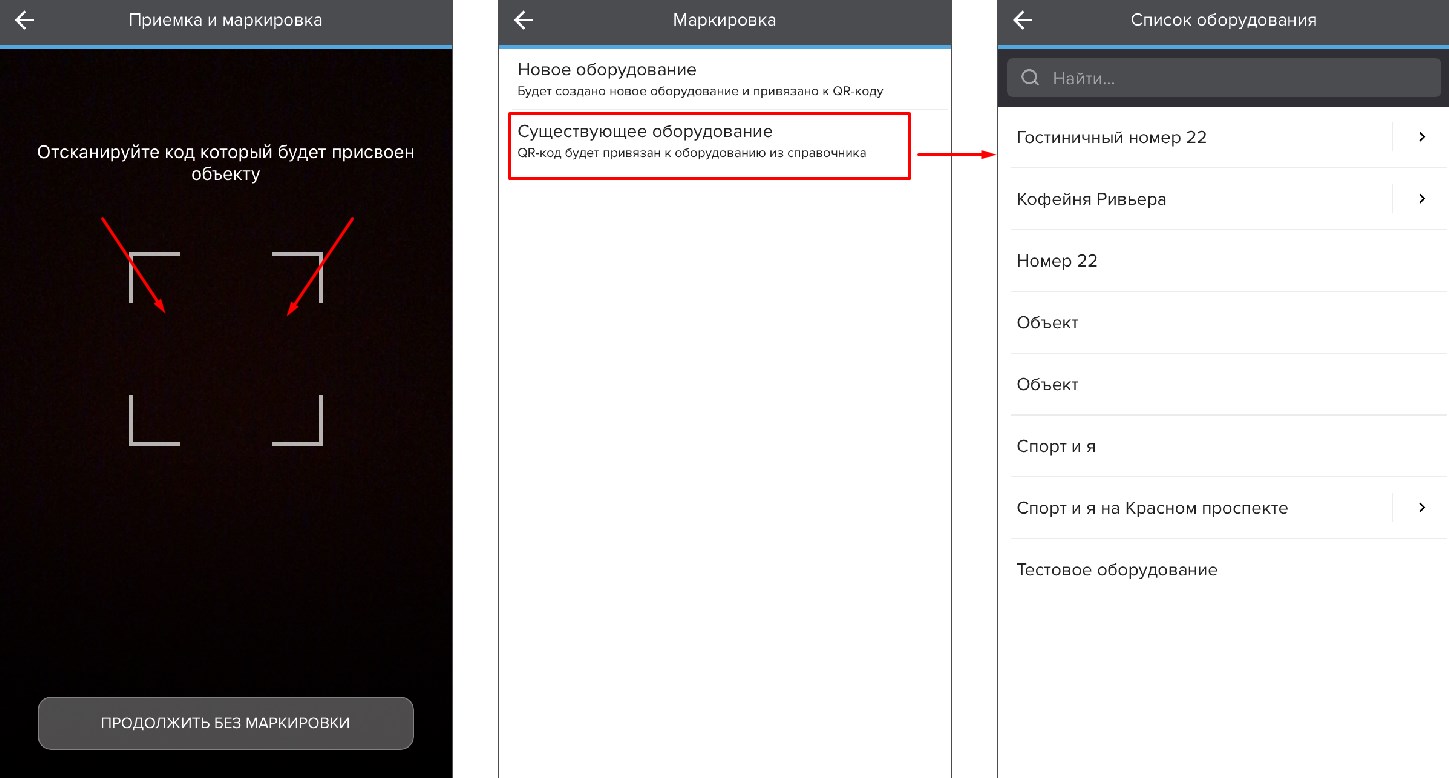 Приемка и маркировка
Отсканируйте код который будет присвоен
объекту
ПРОДОЛЖИТЬ БЕЗ МАРКИРОВКИ
Маркировка
Новое оборудование
Будет создано новое оборудование и привязано к QR-коду
Существующее оборудование
QR-код будет привязан к оборудованию из справочника
Список оборудования
Найти...
Гостиничный номер 22
Кофейня Ривьера
Номер 22
Объект
Объект
Спорт и я
Спорт и я на Красном проспекте
Тестовое оборудование